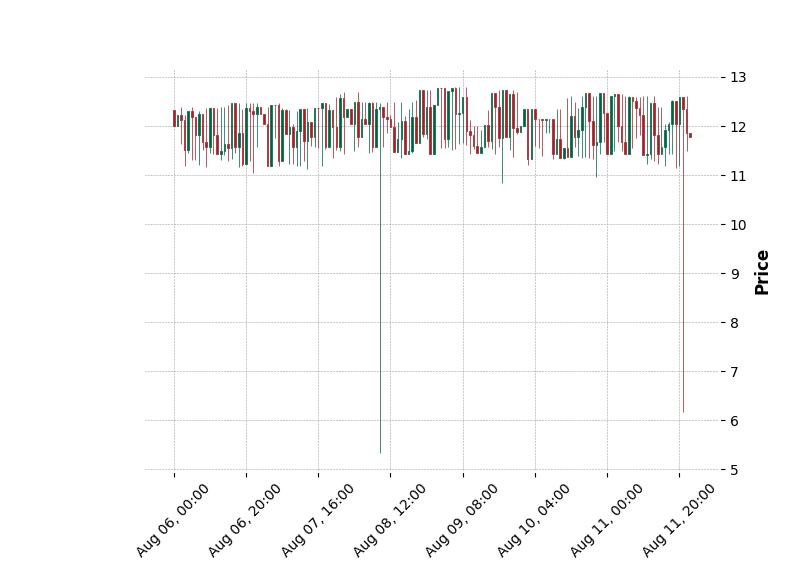 13
12
11
10
9
8
7
6
5
Price
Aug 06, 00:00
Aug 06, 20:00
Aug 07, 16:00
Aug 08, 12:00
Aug 09, 08:00
Aug 10, 04:00
Aug 11, 00:00
Aug 11, 20:00